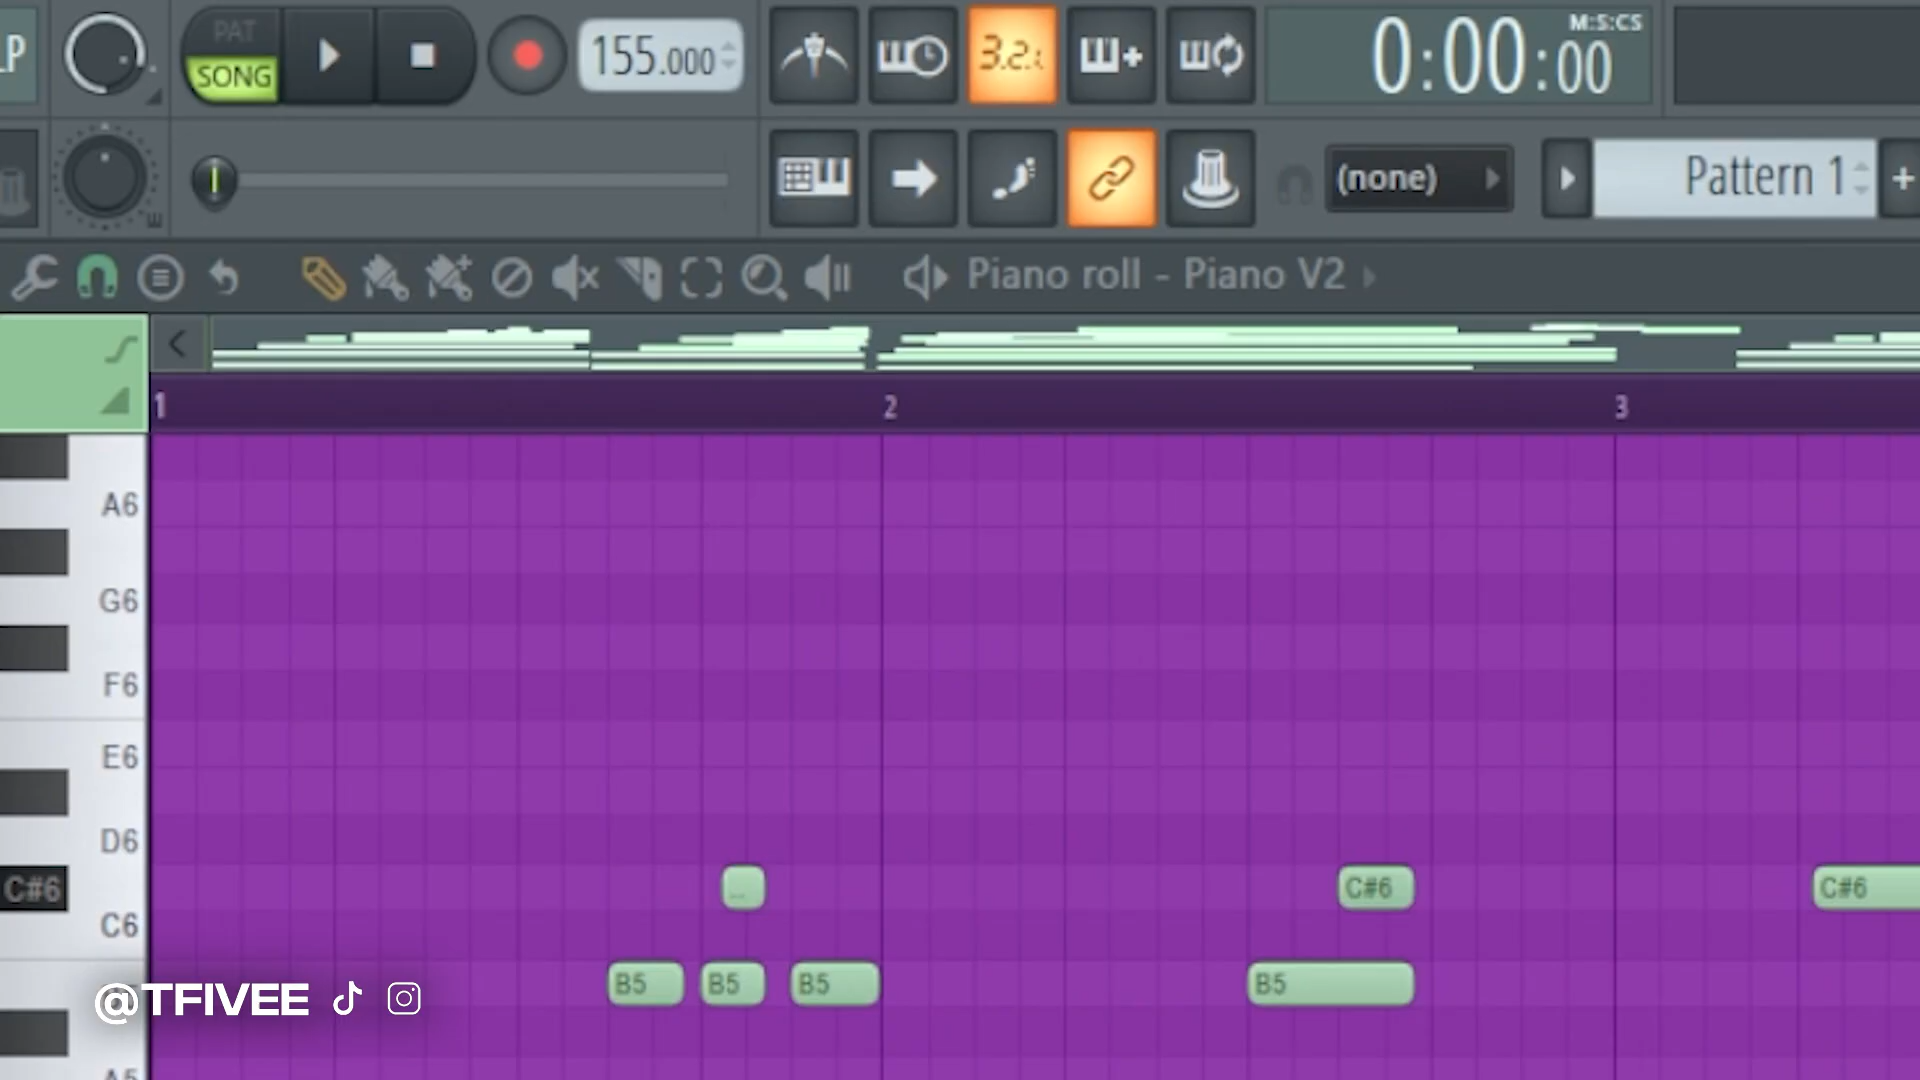 LP
PAT
SONG
155.000
3.2.
M:S:CS
0:00:00
(none)
Pattern 1
+
Piano roll - Piano V2
1
2
3
A6
G6
F6
E6
D6
C#6
...
C#6
C#6
C6
B5
B5
B5
B5
@TFIVEE
A5